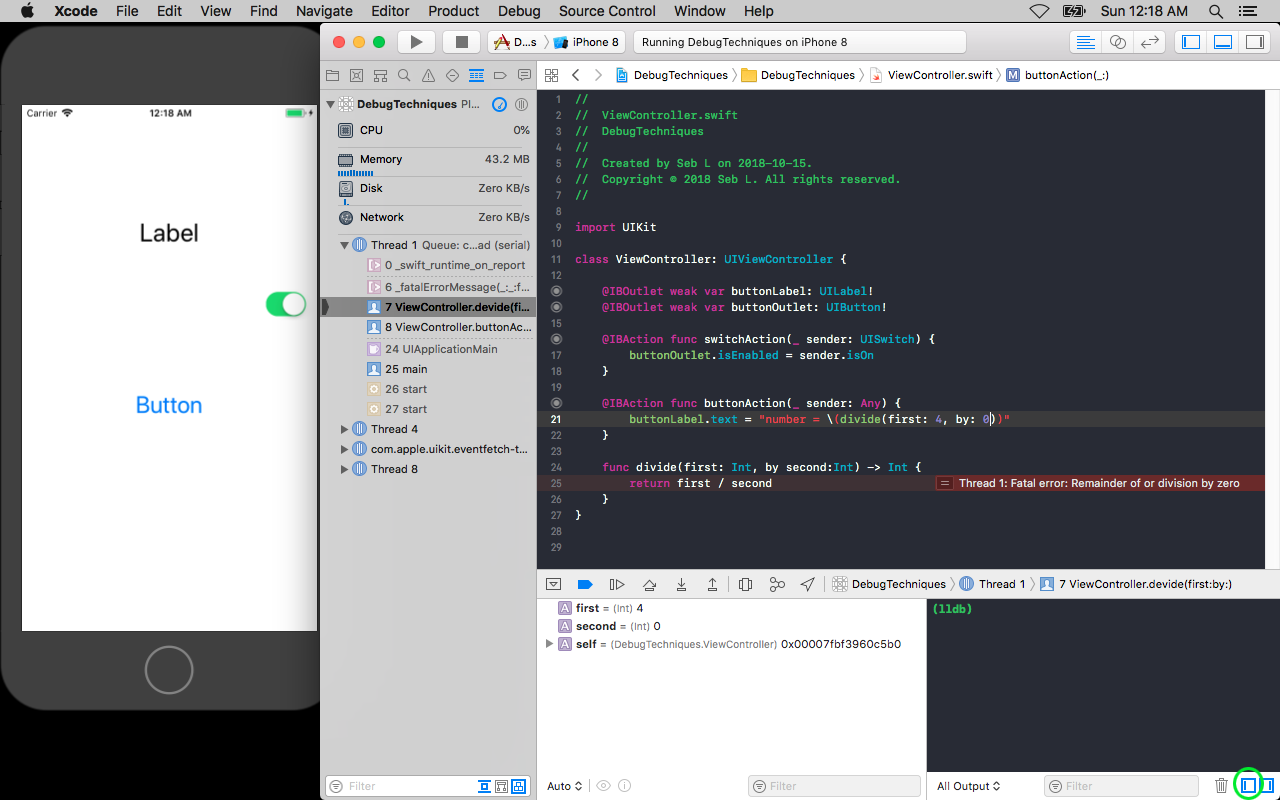 Xcode File Edit View Find Navigate Editor Product Debug Source Control Window Help Sun 12:18 AM
D...s iPhone 8 Running DebugTechniques on iPhone 8
DebugTechniques DebugTechniques ViewController.swift M buttonAction(_:)
Carrier 12:18 AM
Label
Button
DebugTechniques Pl...
CPU 0%
Memory 43.2 MB
Disk Zero KB/s
Network Zero KB/s
Thread 1 Queue: c...ad (serial)
0 _swift_runtime_on_report
6 _fatalErrorMessage(_:_:f...
7 ViewController.devide(fi...
8 ViewController.buttonAc...
24 UIApplicationMain
25 main
26 start
27 start
Thread 4
com.apple.uikit.eventfetch-t...
Thread 8
Filter
1 //
2 // ViewController.swift
3 // DebugTechniques
4 //
5 // Created by Seb L on 2018-10-15.
6 // Copyright © 2018 Seb L. All rights reserved.
7 //
8
9 import UIKit
10
11 class ViewController: UIViewController {
12
@IBOutlet weak var buttonLabel: UILabel!
@IBOutlet weak var buttonOutlet: UIButton!
15
@IBAction func switchAction(_ sender: UISwitch) {
17 buttonOutlet.isEnabled = sender.isOn
18 }
19
@IBAction func buttonAction(_ sender: Any) {
21 buttonLabel.text = "number = \(divide(first: 4, by: 0))"
22 }
23
24 func divide(first: Int, by second:Int) -> Int {
25 return first / second = Thread 1: Fatal error: Remainder of or division by zero
26 }
27 }
28
29
DebugTechniques Thread 1 7 ViewController.devide(first:by:)
A first = (Int) 4
A second = (Int) 0
A self = (DebugTechniques.ViewController) 0x00007fbf3960c5b0
(lldb)
Auto Filter
All Output Filter